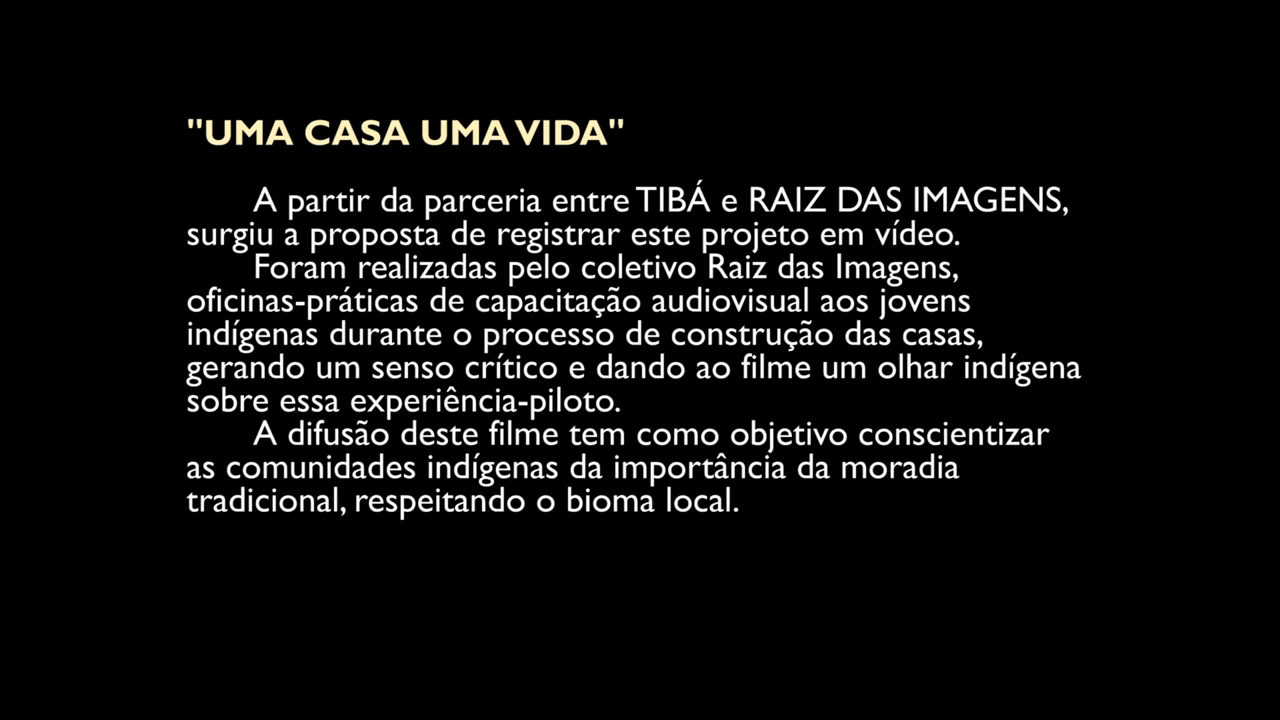 "UMA CASA UMA VIDA"
A partir da parceria entre TIBÁ e RAIZ DAS IMAGENS,
surgiu a proposta de registrar este projeto em vídeo.
Foram realizadas pelo coletivo Raiz das Imagens,
oficinas-práticas de capacitação audiovisual aos jovens
indígenas durante o processo de construção das casas,
gerando um senso crítico e dando ao filme um olhar indígena
sobre essa experiência-piloto.
A difusão deste filme tem como objetivo conscientizar
as comunidades indígenas da importância da moradia
tradicional, respeitando o bioma local.